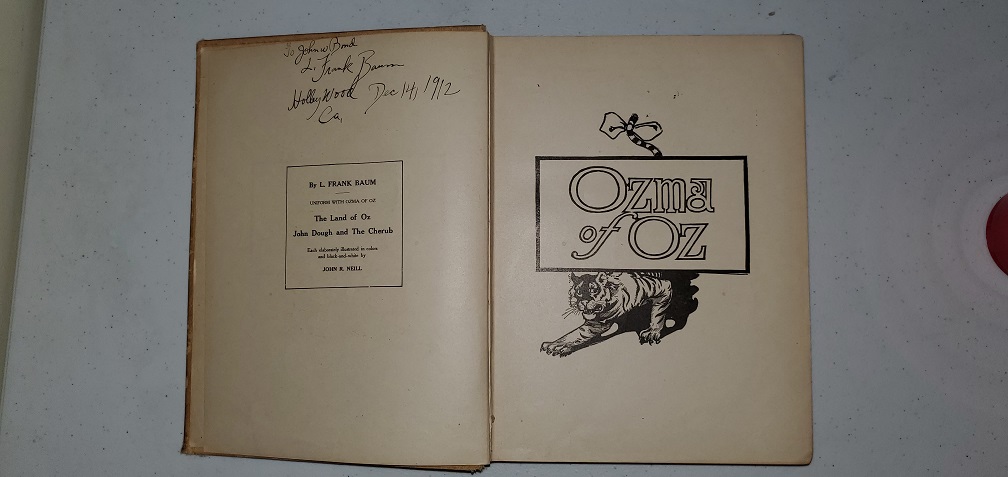 To John W Bond
L. Frank Baum
HollyWood Dec 14, 1912
Ca,
By L. FRANK BAUM
UNIFORM WITH OZMA OF OZ
The Land of Oz
John Dough and The Cherub
Each elaborately illustrated in colors
and black-and-white by
JOHN R. NEILL
Ozma
of Oz